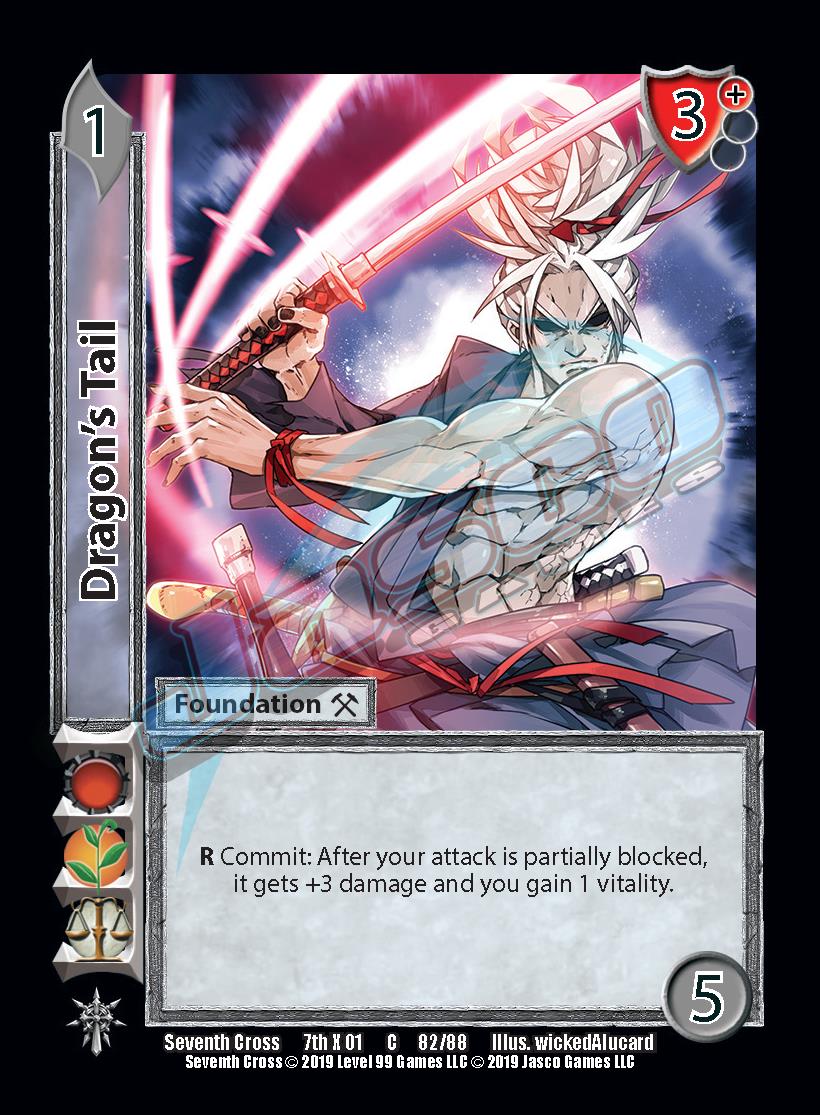 1
3
+
Dragon's Tail
JASCO
GAMES
Foundation
R Commit: After your attack is partially blocked,
it gets +3 damage and you gain 1 vitality.
5
Seventh Cross 7th X 01 C 82/88 Illus. wickedAlucard
Seventh Cross © 2019 Level 99 Games LLC © 2019 Jasco Games LLC